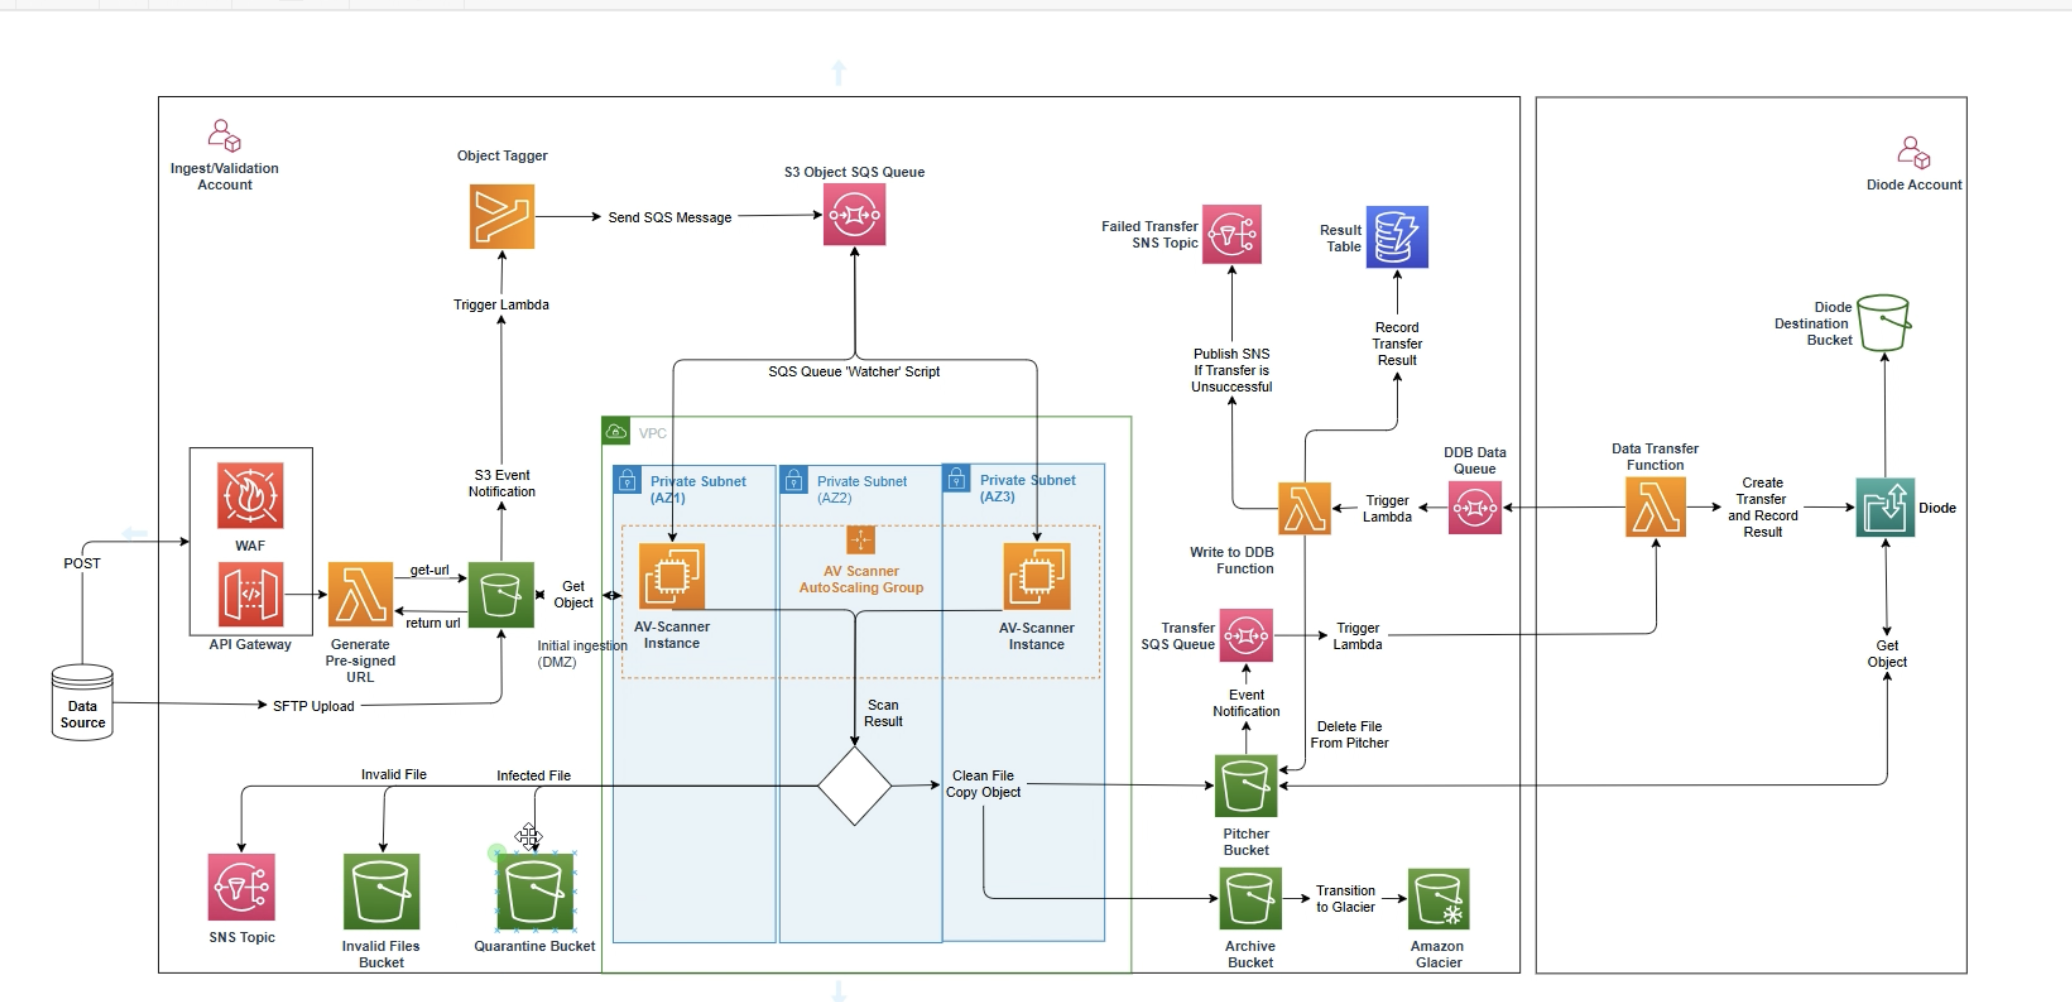 Ingest/Validation
Account
Object Tagger
Send SQS Message
S3 Object SQS Queue
Failed Transfer
SNS Topic
Result
Table
Diode Account
Trigger Lambda
Record
Transfer
Result
Diode
Destination
Bucket
Publish SNS
If Transfer is
Unsuccessful
SQS Queue 'Watcher' Script
VPC
S3 Event
Notification
Private Subnet
(AZ1)
Private Subnet
(AZ2)
Private Subnet
(AZ3)
DDB Data
Queue
Trigger
Lambda
Data Transfer
Function
Create
Transfer
and Record
Result
Diode
WAF
POST
API Gateway
get-url
return url
Generate
Pre-signed
URL
Get
Object
Initial ingestion
(DMZ)
AV Scanner
AutoScaling Group
AV-Scanner
Instance
AV-Scanner
Instance
Write to DDB
Function
Transfer
SQS Queue
Trigger
Lambda
Get
Object
Data
Source
SFTP Upload
Scan
Result
Event
Notification
Delete File
From Pitcher
Invalid File
Infected File
Clean File
Copy Object
Pitcher
Bucket
SNS Topic
Invalid Files
Bucket
Quarantine Bucket
Archive
Bucket
Transition
to Glacier
Amazon
Glacier